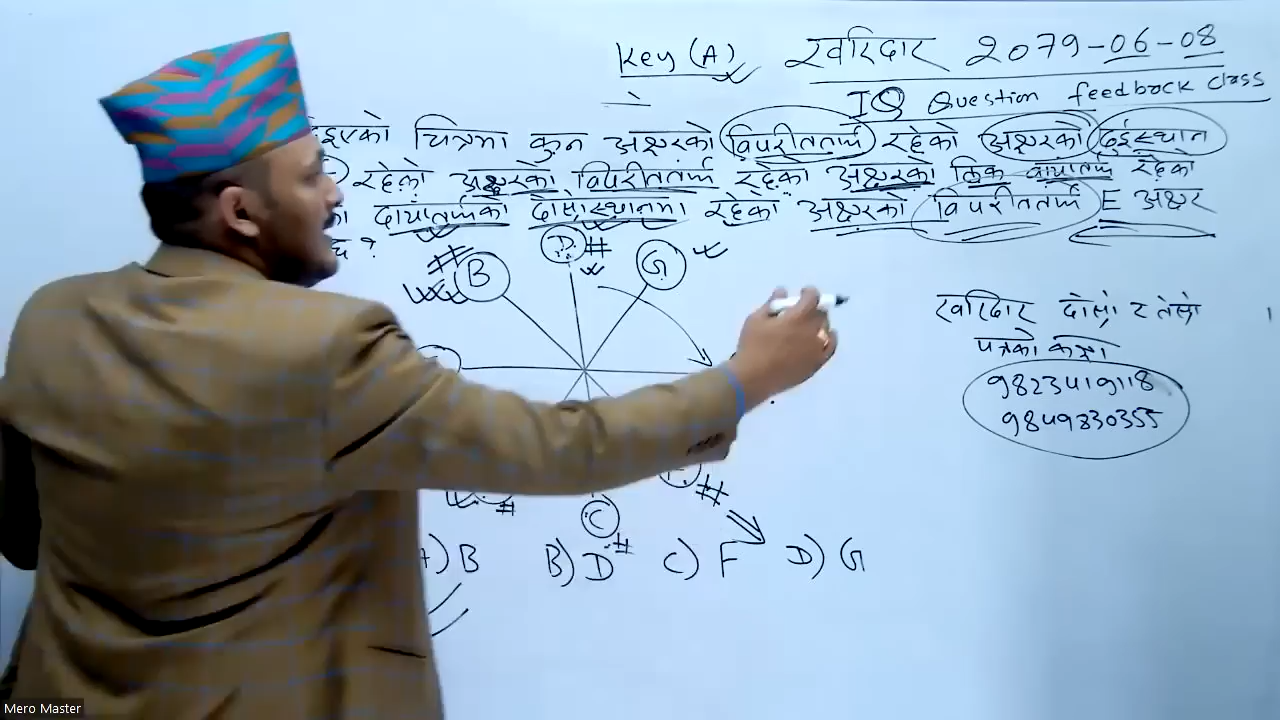 Key (A)
खरिदार 2079-06-08
IQ Question feedback class
चित्रमा कुन अक्षरको विपरीततर्फ रहेको अक्षरको दुईस्थान
रहेको अक्षरको विपरीततर्फ रहेको अक्षरको ठिक बायाँतर्फ रहेको
दायाँतर्फको दोस्रोस्थानमा रहेको अक्षरको विपरीततर्फ E अक्षर
छ ?
B
D
G
C
B
B) D
C) F
D) G
खरिदार दोस्रो र तेस्रो
पत्रको कक्षा
9823419118
9849830355
Mero Master